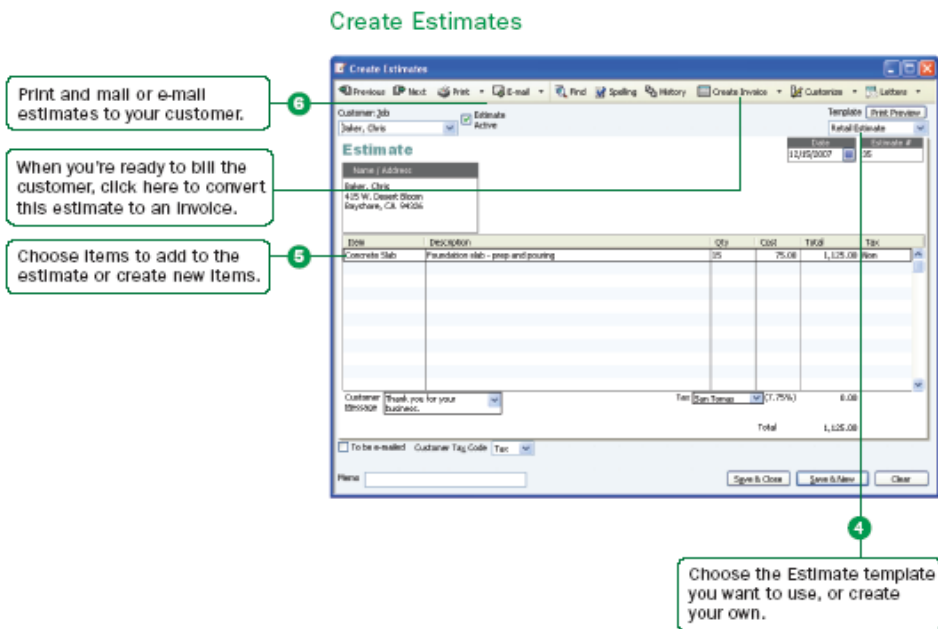 Create Estimates
Create Estimates
Previous Next Print E-mail Find Spelling History Create Invoice Customize Letters
Print and mail or e-mail
estimates to your customer.
6
Customer:Job
Baker, Chris
Estimate
Active
Template Print Preview
Retail Estimate
When you're ready to bill the
customer, click here to convert
this estimate to an invoice.
Estimate
Date Estimate #
12/15/2007 35
Name / Address
Baker, Chris
415 W. Desert Bloom
Bayshore, CA 94326
Choose items to add to the
estimate or create new items.
5
Item Description Qty Cost Total Tax
Concrete Slab Foundation slab - prep and pouring 15 75.00 1,125.00 Non
Customer
Message
Thank you for your
business.
Tax San Tomas (7.75%) 0.00
Total 1,125.00
To be e-mailed Customer Tax Code Tax
Memo
Save & Close Save & New Clear
4
Choose the Estimate template
you want to use, or create
your own.